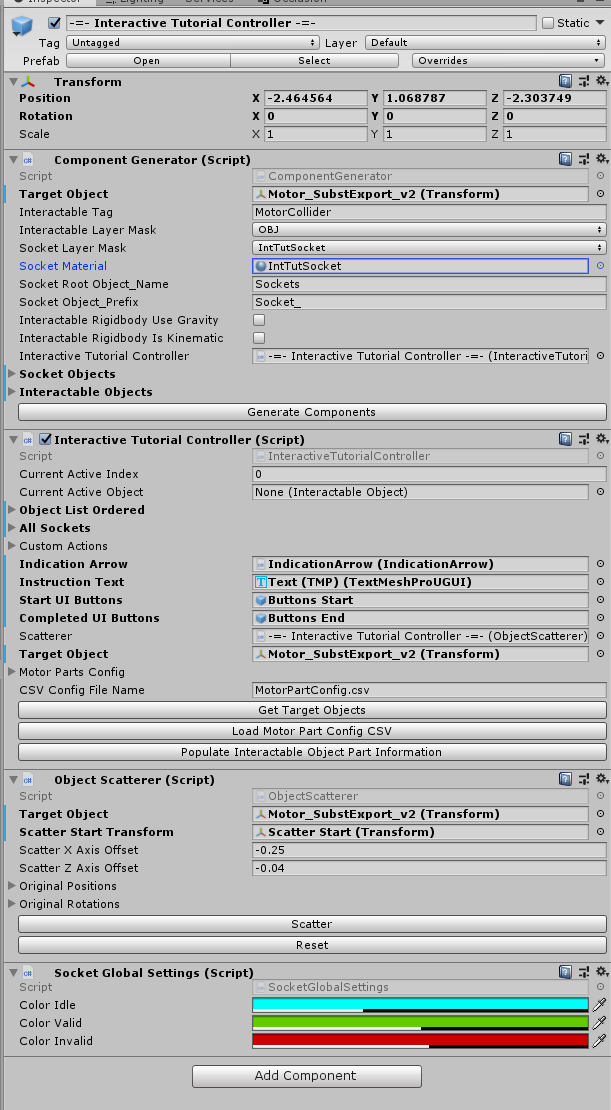 Inspector Lighting Services Occlusion
-=- Interactive Tutorial Controller -=- Static
Tag Untagged Layer Default
Prefab Open Select Overrides
Transform
Position X -2.464564 Y 1.068787 Z -2.303749
Rotation X 0 Y 0 Z 0
Scale X 1 Y 1 Z 1
Component Generator (Script)
Script ComponentGenerator
Target Object Motor_SubstExport_v2 (Transform)
Interactable Tag MotorCollider
Interactable Layer Mask OBJ
Socket Layer Mask IntTutSocket
Socket Material IntTutSocket
Socket Root Object_Name Sockets
Socket Object_Prefix Socket_
Interactable Rigidbody Use Gravity
Interactable Rigidbody Is Kinematic
Interactive Tutorial Controller -=- Interactive Tutorial Controller -=- (InteractiveTutori
Socket Objects
Interactable Objects
Generate Components
Interactive Tutorial Controller (Script)
Script InteractiveTutorialController
Current Active Index 0
Current Active Object None (Interactable Object)
Object List Ordered
All Sockets
Custom Actions
Indication Arrow IndicationArrow (IndicationArrow)
Instruction Text Text (TMP) (TextMeshProUGUI)
Start UI Buttons Buttons Start
Completed UI Buttons Buttons End
Scatterer -=- Interactive Tutorial Controller -=- (ObjectScatterer)
Target Object Motor_SubstExport_v2 (Transform)
Motor Parts Config
CSV Config File Name MotorPartConfig.csv
Get Target Objects
Load Motor Part Config CSV
Populate Interactable Object Part Information
Object Scatterer (Script)
Script ObjectScatterer
Target Object Motor_SubstExport_v2 (Transform)
Scatter Start Transform Scatter Start (Transform)
Scatter X Axis Offset -0.25
Scatter Z Axis Offset -0.04
Original Positions
Original Rotations
Scatter
Reset
Socket Global Settings (Script)
Script SocketGlobalSettings
Color Idle
Color Valid
Color Invalid
Add Component